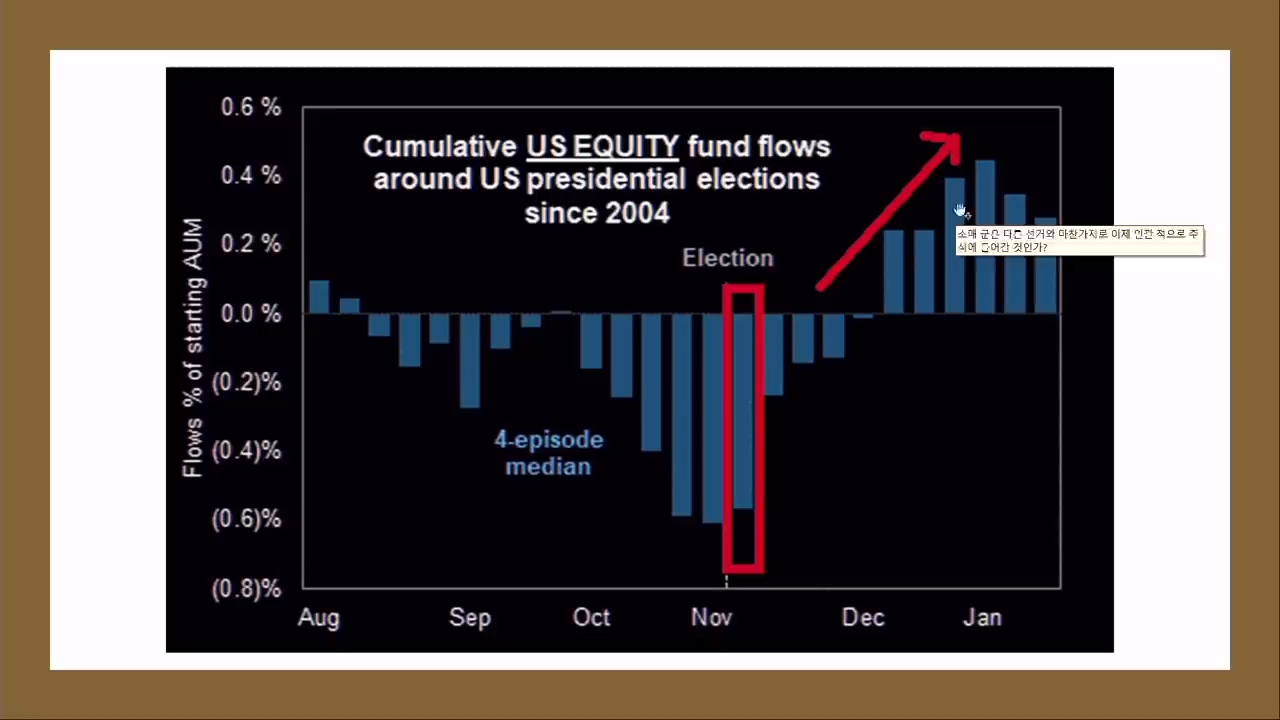 0.6 %
0.4 %
0.2 %
0.0 %
(0.2)%
(0.4)%
(0.6)%
(0.8)%
Flows % of starting AUM
Cumulative US EQUITY fund flows
around US presidential elections
since 2004
Election
4-episode
median
소매 군은 다른 선거와 마찬가지로 이제 인간 적으로 주
식에 들어간 것인가?
Aug Sep Oct Nov Dec Jan